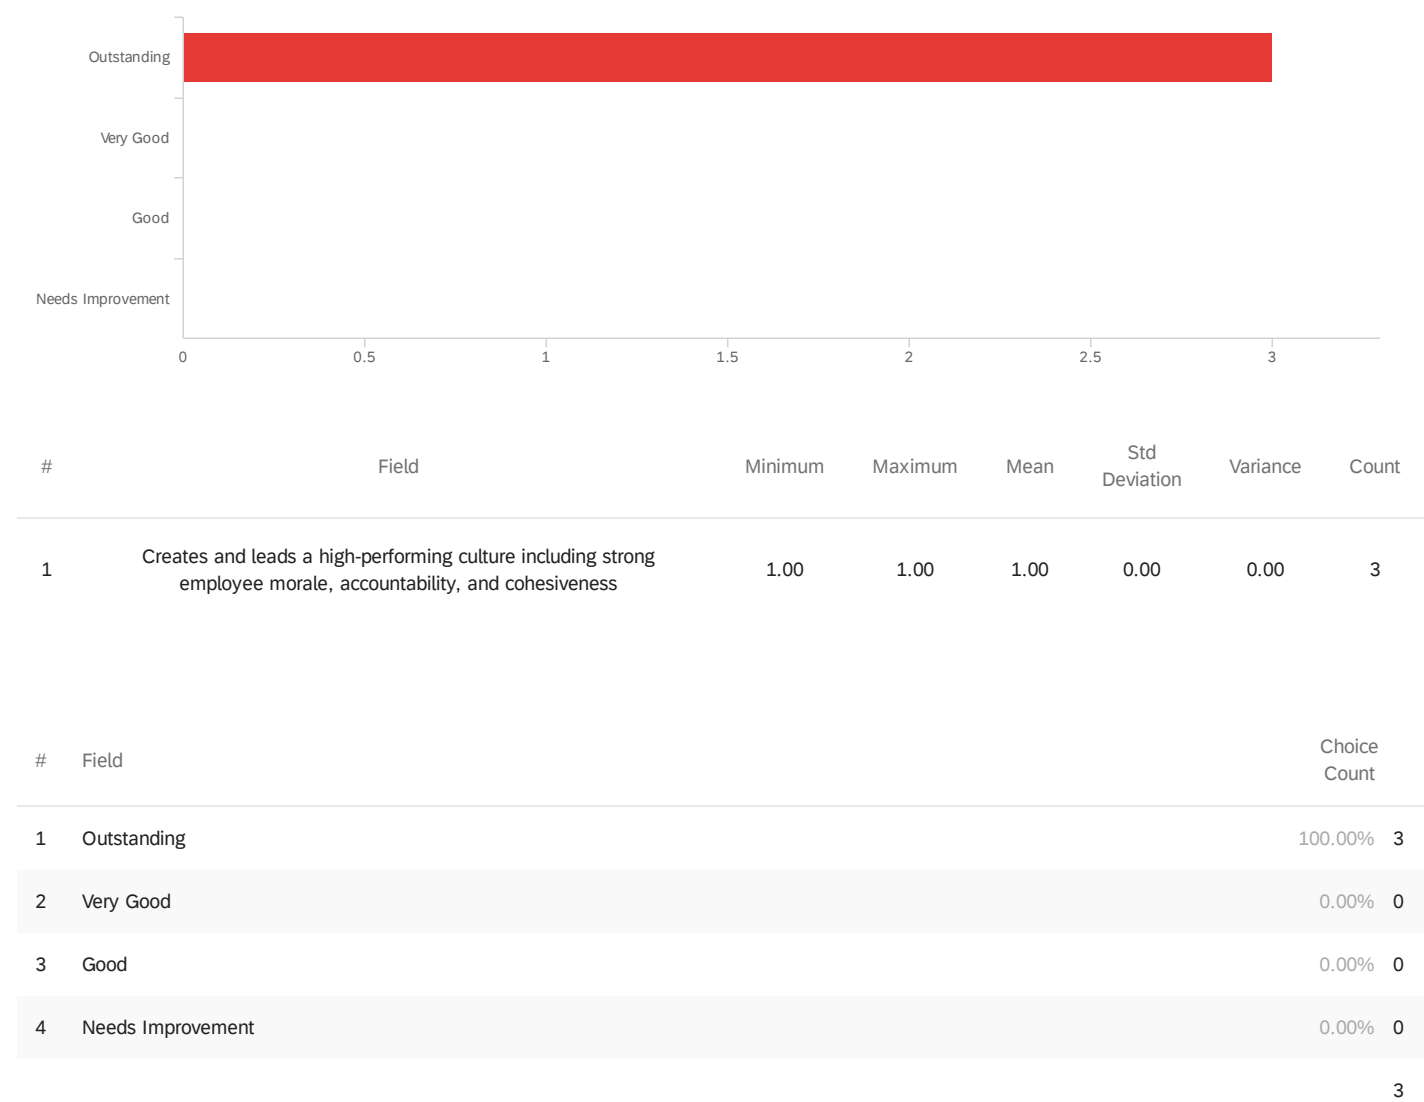 Outstanding
Very Good
Good
Needs Improvement
0 0.5 1 1.5 2 2.5 3
# Field Minimum Maximum Mean Std Deviation Variance Count
1 Creates and leads a high-performing culture including strong
employee morale, accountability, and cohesiveness 1.00 1.00 1.00 0.00 0.00 3
# Field Choice
Count
1 Outstanding 100.00% 3
2 Very Good 0.00% 0
3 Good 0.00% 0
4 Needs Improvement 0.00% 0
3